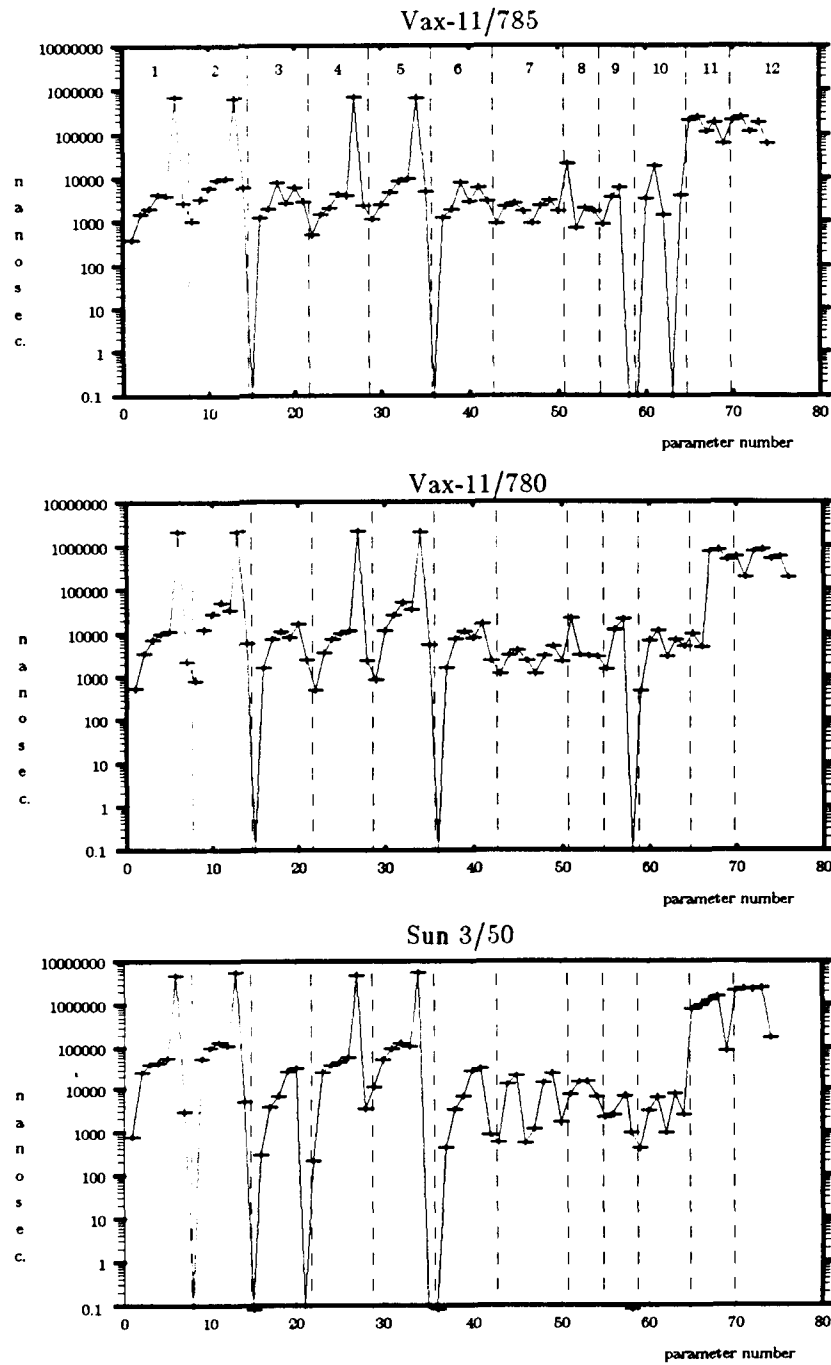 Vax-11/785
10000000
1000000
100000
10000
1000
100
10
1
0.1
n
a
n
o
s
e
c.
1 2 3 4 5 6 7 8 9 10 11 12
0 10 20 30 40 50 60 70 80
parameter number
Vax-11/780
10000000
1000000
100000
10000
1000
100
10
1
0.1
n
a
n
o
s
e
c.
0 10 20 30 40 50 60 70 80
parameter number
Sun 3/50
10000000
1000000
100000
10000
1000
100
10
1
0.1
n
a
n
o
s
e
c.
0 10 20 30 40 50 60 70 80
parameter number